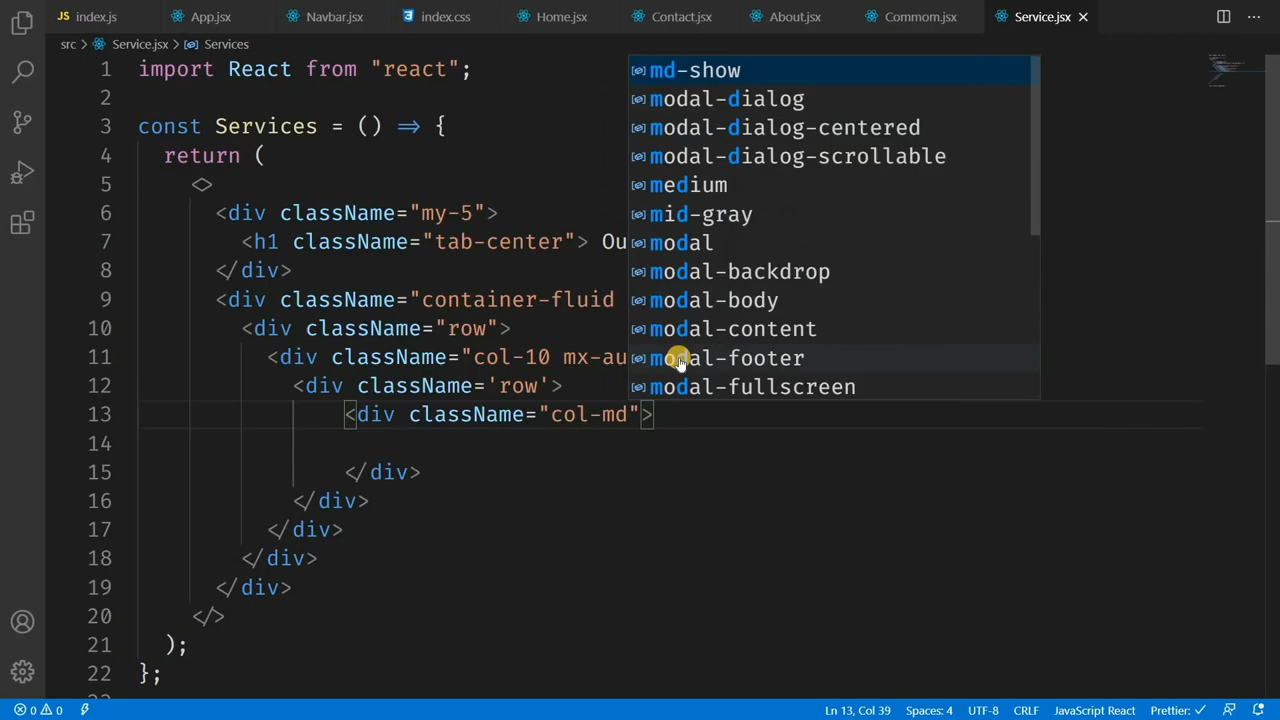 index.js App.jsx Navbar.jsx index.css Home.jsx Contact.jsx About.jsx Commom.jsx Service.jsx
src > Service.jsx > Services
1 import React from "react";
2
3 const Services = () => {
4 return (
5 <>
6 <div className="my-5">
7 <h1 className="tab-center"> Ou
8 </div>
9 <div className="container-fluid
10 <div className="row">
11 <div className="col-10 mx-au
12 <div className='row'>
13 <div className="col-md">
14
15 </div>
16 </div>
17 </div>
18 </div>
19 </div>
20 </>
21 );
22 };
md-show
modal-dialog
modal-dialog-centered
modal-dialog-scrollable
medium
mid-gray
modal
modal-backdrop
modal-body
modal-content
modal-footer
modal-fullscreen
0 0 Ln 13, Col 39 Spaces: 4 UTF-8 CRLF JavaScript React Prettier: ✓